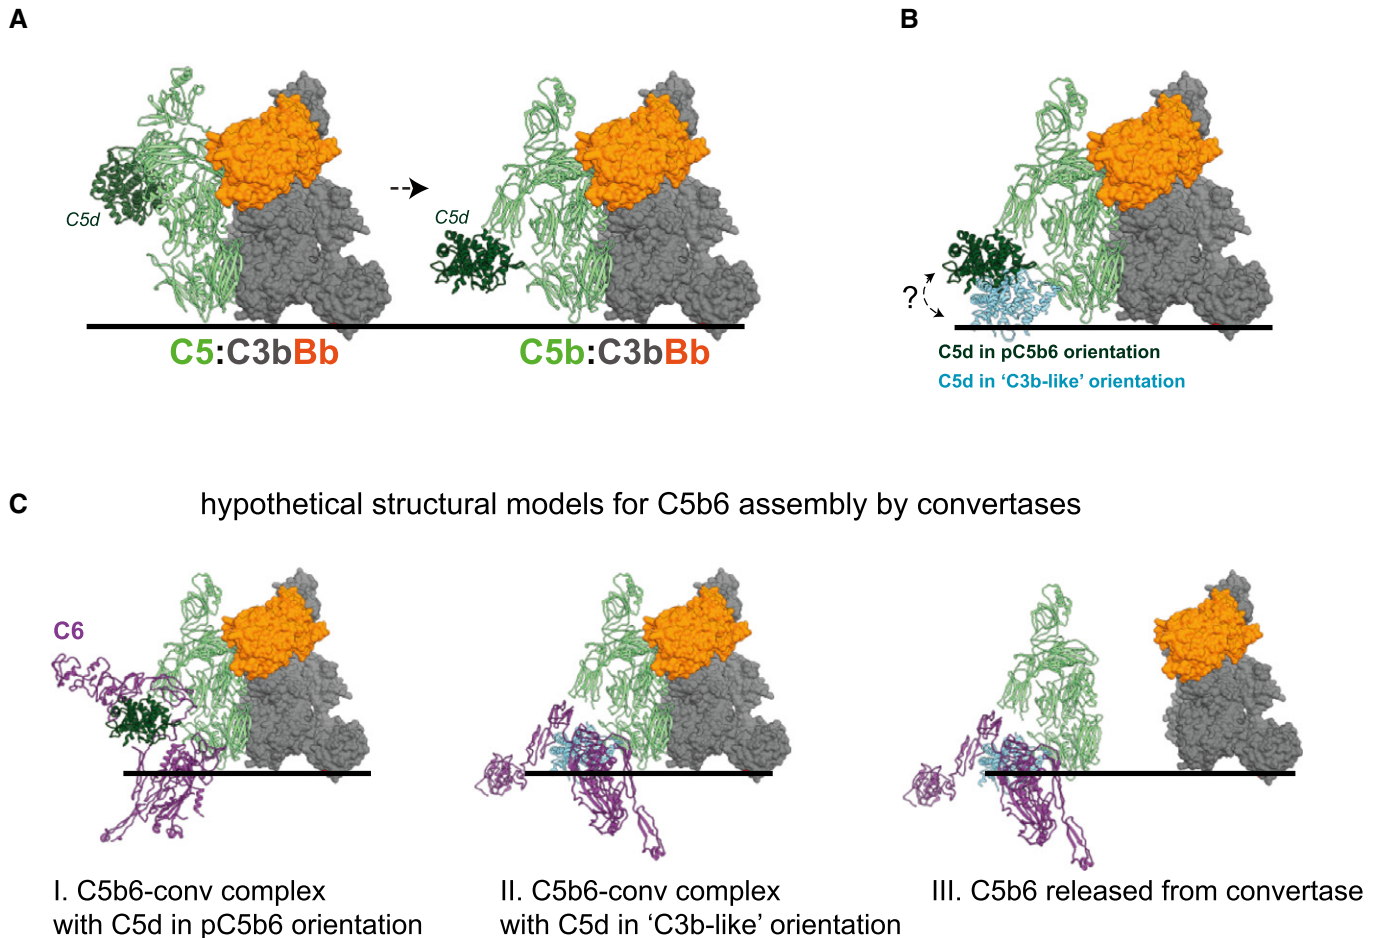 A
B
C5d
C5d
?
C5:C3bBb
C5b:C3bBb
C5d in pC5b6 orientation
C5d in ‘C3b-like’ orientation
C
hypothetical structural models for C5b6 assembly by convertases
C6
I. C5b6-conv complex
with C5d in pC5b6 orientation
II. C5b6-conv complex
with C5d in ‘C3b-like’ orientation
III. C5b6 released from convertase